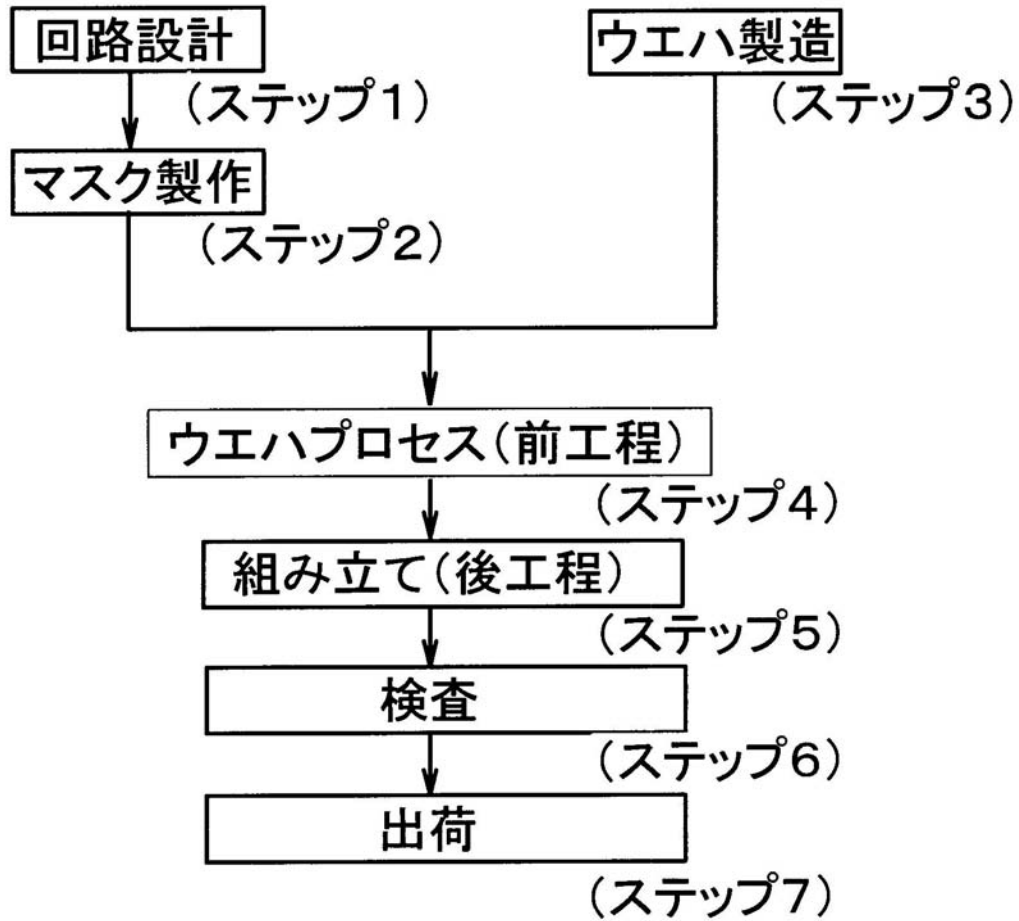 回路設計
(ステップ1)
マスク製作
(ステップ2)
ウエハ製造
(ステップ3)
ウエハプロセス(前工程)
(ステップ4)
組み立て(後工程)
(ステップ5)
検査
(ステップ6)
出荷
(ステップ7)